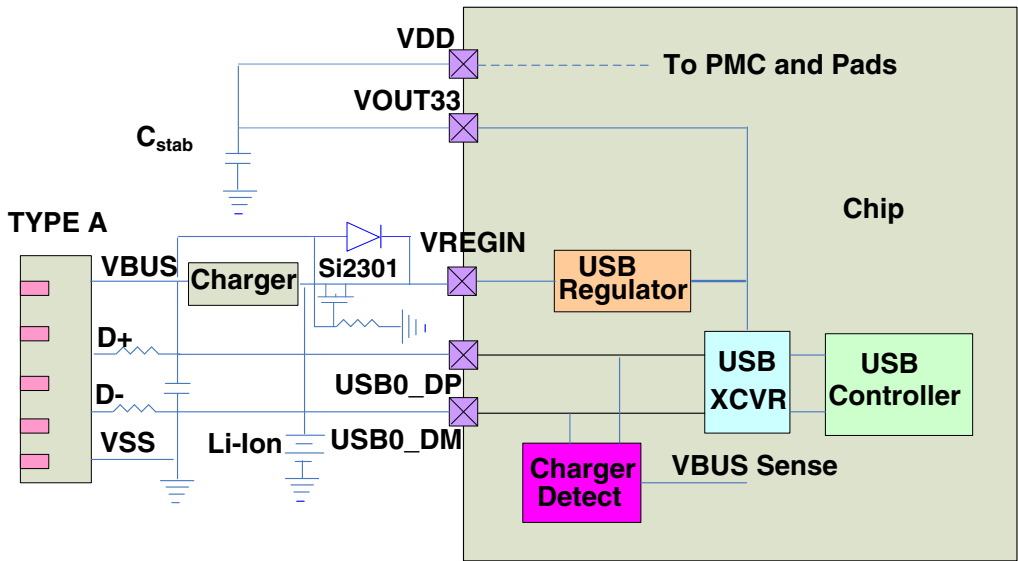 VDD
To PMC and Pads
VOUT33
Cstab
Chip
TYPE A
VREGIN
VBUS
Charger
Si2301
USB
Regulator
D+
USB0_DP
USB
XCVR
USB
Controller
D-
USB0_DM
VSS
Li-Ion
Charger
Detect
VBUS Sense